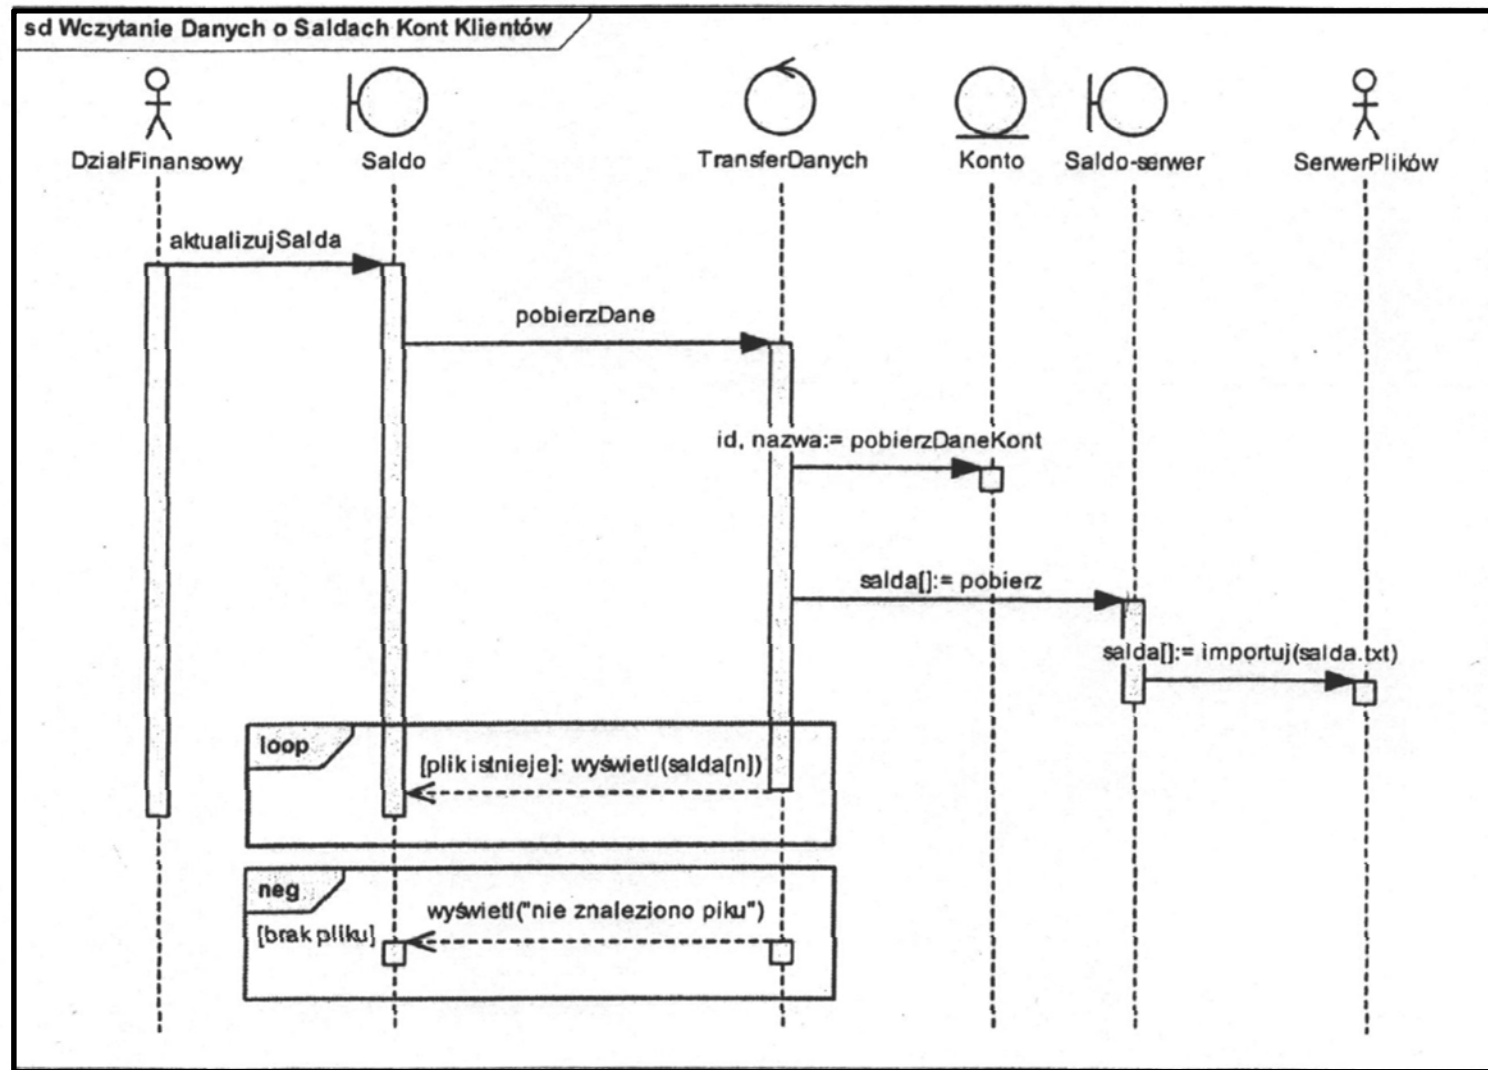 sd Wczytanie Danych o Saldach Kont Klientów
DziałFinansowy
Saldo
TransferDanych
Konto
Saldo-serwer
SerwerPlików
aktualizujSalda
pobierzDane
id, nazwa:= pobierzDaneKont
salda[]:= pobierz
salda[]:= importuj(salda.txt)
loop
[plik istnieje]: wyświetl(salda[n])
neg
wyświetl("nie znaleziono piku")
[brak pliku]